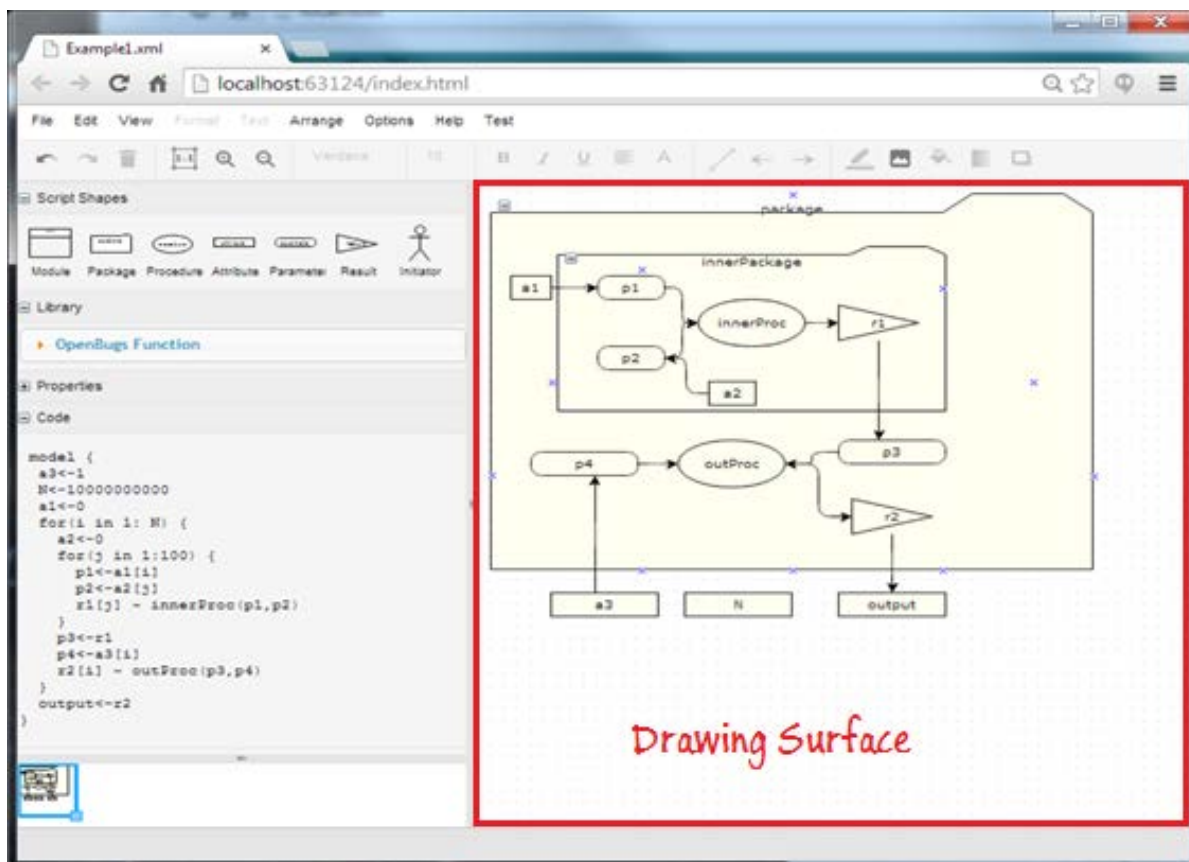 Example1.xml
localhost:63124/index.html
File Edit View Format Text Arrange Options Help Test
1:1 Verdana 10 B I U A
Script Shapes
Module Package Procedure Attribute Parameter Result Initiator
Library
OpenBugs Function
Properties
Code
model {
a3<-1
N<-10000000000
a1<-0
for(i in 1: N) {
a2<-0
for(j in 1:100) {
p1<-a1[i]
p2<-a2[j]
r1[j] ~ innerProc(p1,p2)
}
p3<-r1
p4<-a3[i]
r2[i] ~ outProc(p3,p4)
}
output<-r2
}
package
innerPackage
a1 p1
innerProc r1
p2
a2
p3
p4 outProc
r2
a3 N output
Drawing Surface